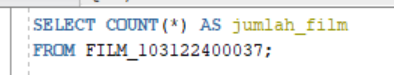 SELECT COUNT(*) AS jumlah_film
FROM FILM_103122400037;